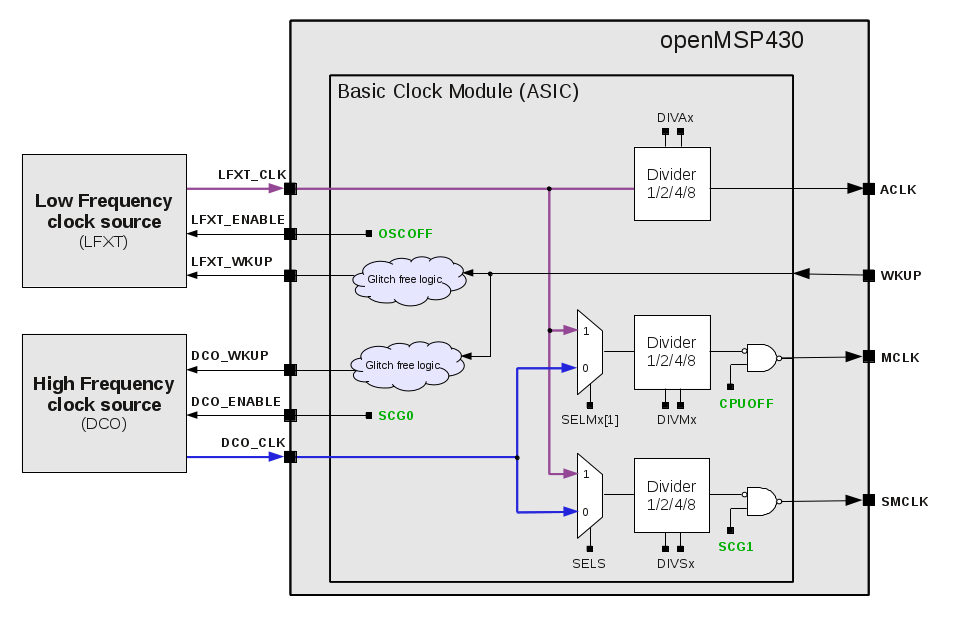 openMSP430
Basic Clock Module (ASIC)
DIVAx
Divider
1/2/4/8
LFXT_CLK
ACLK
Low Frequency
clock source
(LFXT)
LFXT_ENABLE
OSCOFF
LFXT_WKUP
Glitch free logic
WKUP
High Frequency
clock source
(DCO)
DCO_WKUP
Glitch free logic
DCO_ENABLE
SCG0
DCO_CLK
1
0
SELMx[1]
Divider
1/2/4/8
DIVMx
CPUOFF
MCLK
1
0
SELS
Divider
1/2/4/8
DIVSx
SCG1
SMCLK